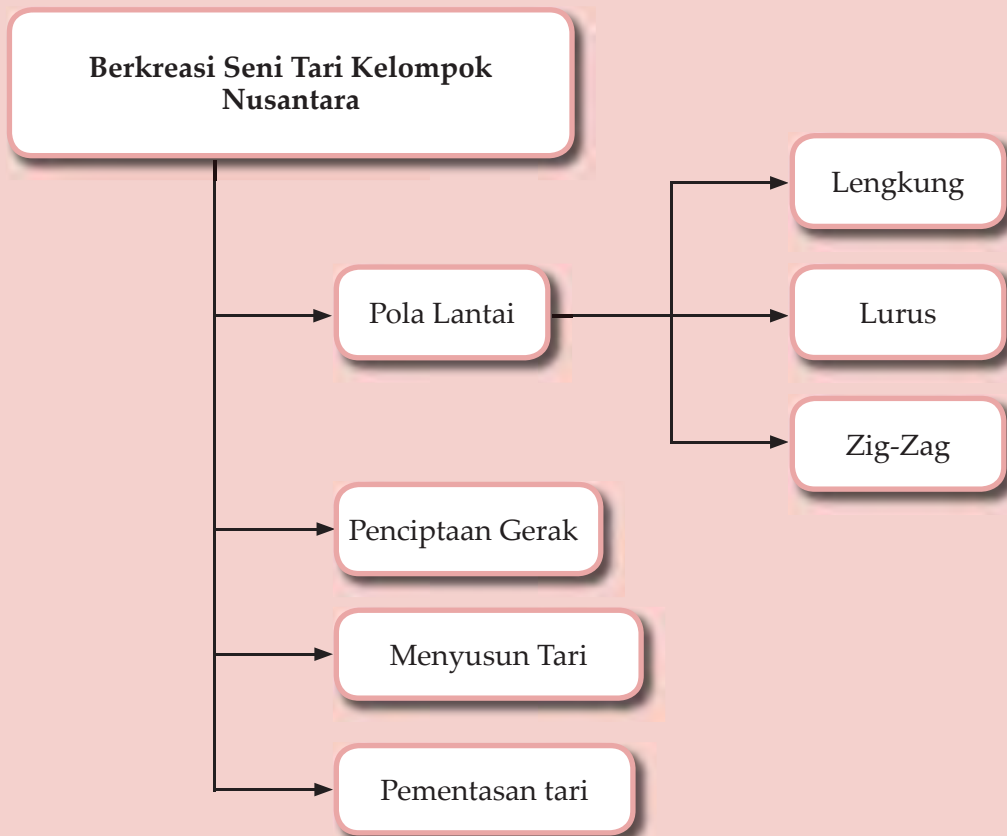 Berkreasi Seni Tari Kelompok
Nusantara
Pola Lantai
Lengkung
Lurus
Zig-Zag
Penciptaan Gerak
Menyusun Tari
Pementasan tari